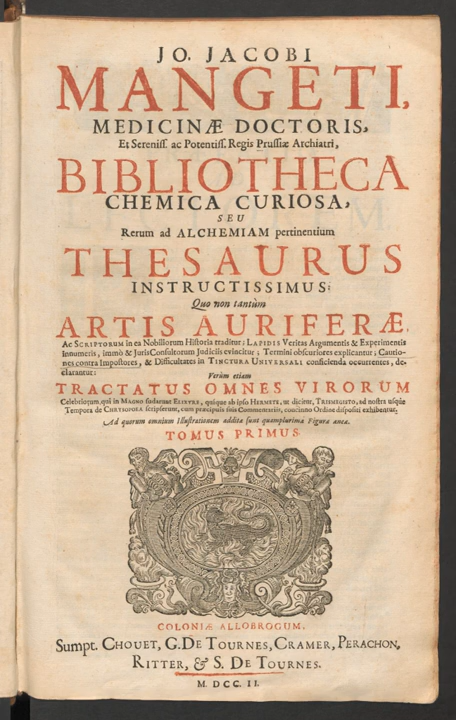 JO. JACOBI
MANGETI,
MEDICINÆ DOCTORIS,
Et Sereniss. ac Potentiss. Regis Prussiæ Archiatri,
BIBLIOTHECA
CHEMICA CURIOSA,
SEU
Rerum ad ALCHEMIAM pertinentium
THESAURUS
INSTRUCTISSIMUS:
Quo non tantùm
ARTIS AURIFERÆ,
Ac SCRIPTORUM in ea Nobiliorum Historia traditur; LAPIDIS Veritas Argumentis & Experimentis
innumeris, immò & Juris Consultorum Judiciis evincitur; Termini obscuriores explicantur; Cautio-
nes contra Impostores, & Difficultates in TINCTURA UNIVERSALI conficienda occurrentes, de-
clarantur:
Verùm etiam
TRACTATUS OMNES VIRORUM
Celebriorum, qui in MAGNO sudarunt ELIXYRE, quique ab ipso HERMETE, ut dicitur, TRISMEGISTO, ad nostra usque
Tempora de CHRYSOPOEA scripserunt, cum præcipuis suis Commentariis, concinno Ordine dispositi exhibentur.
Ad quorum omnium Illustrationem additæ sunt quamplurimæ Figuræ æneæ.
TOMUS PRIMUS.
COLONIÆ ALLOBROGUM.
Sumpt. CHOUET, G. DE TOURNES, CRAMER, PERACHON,
RITTER, & S. DE TOURNES.
M. DCC. II.